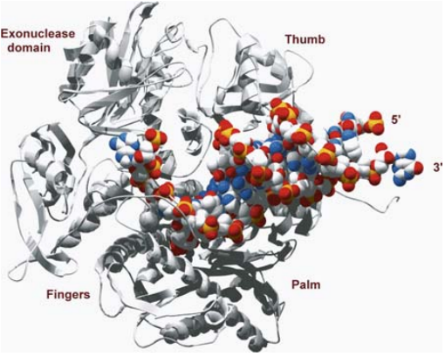 Exonuclease
domain
Thumb
5'
3'
Fingers
Palm